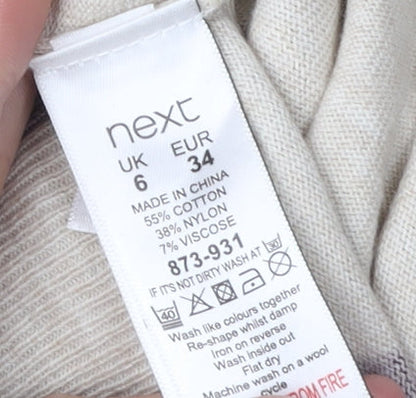 next
UK EUR
6 34
MADE IN CHINA
55% COTTON
38% NYLON
7% VISCOSE
873-931
IF IT'S NOT DIRTY WASH AT 30
40
Wash like colours together
Re-shape whilst damp
Iron on reverse
Wash inside out
Flat dry
Machine wash on a wool
cycle
FROM FIRE